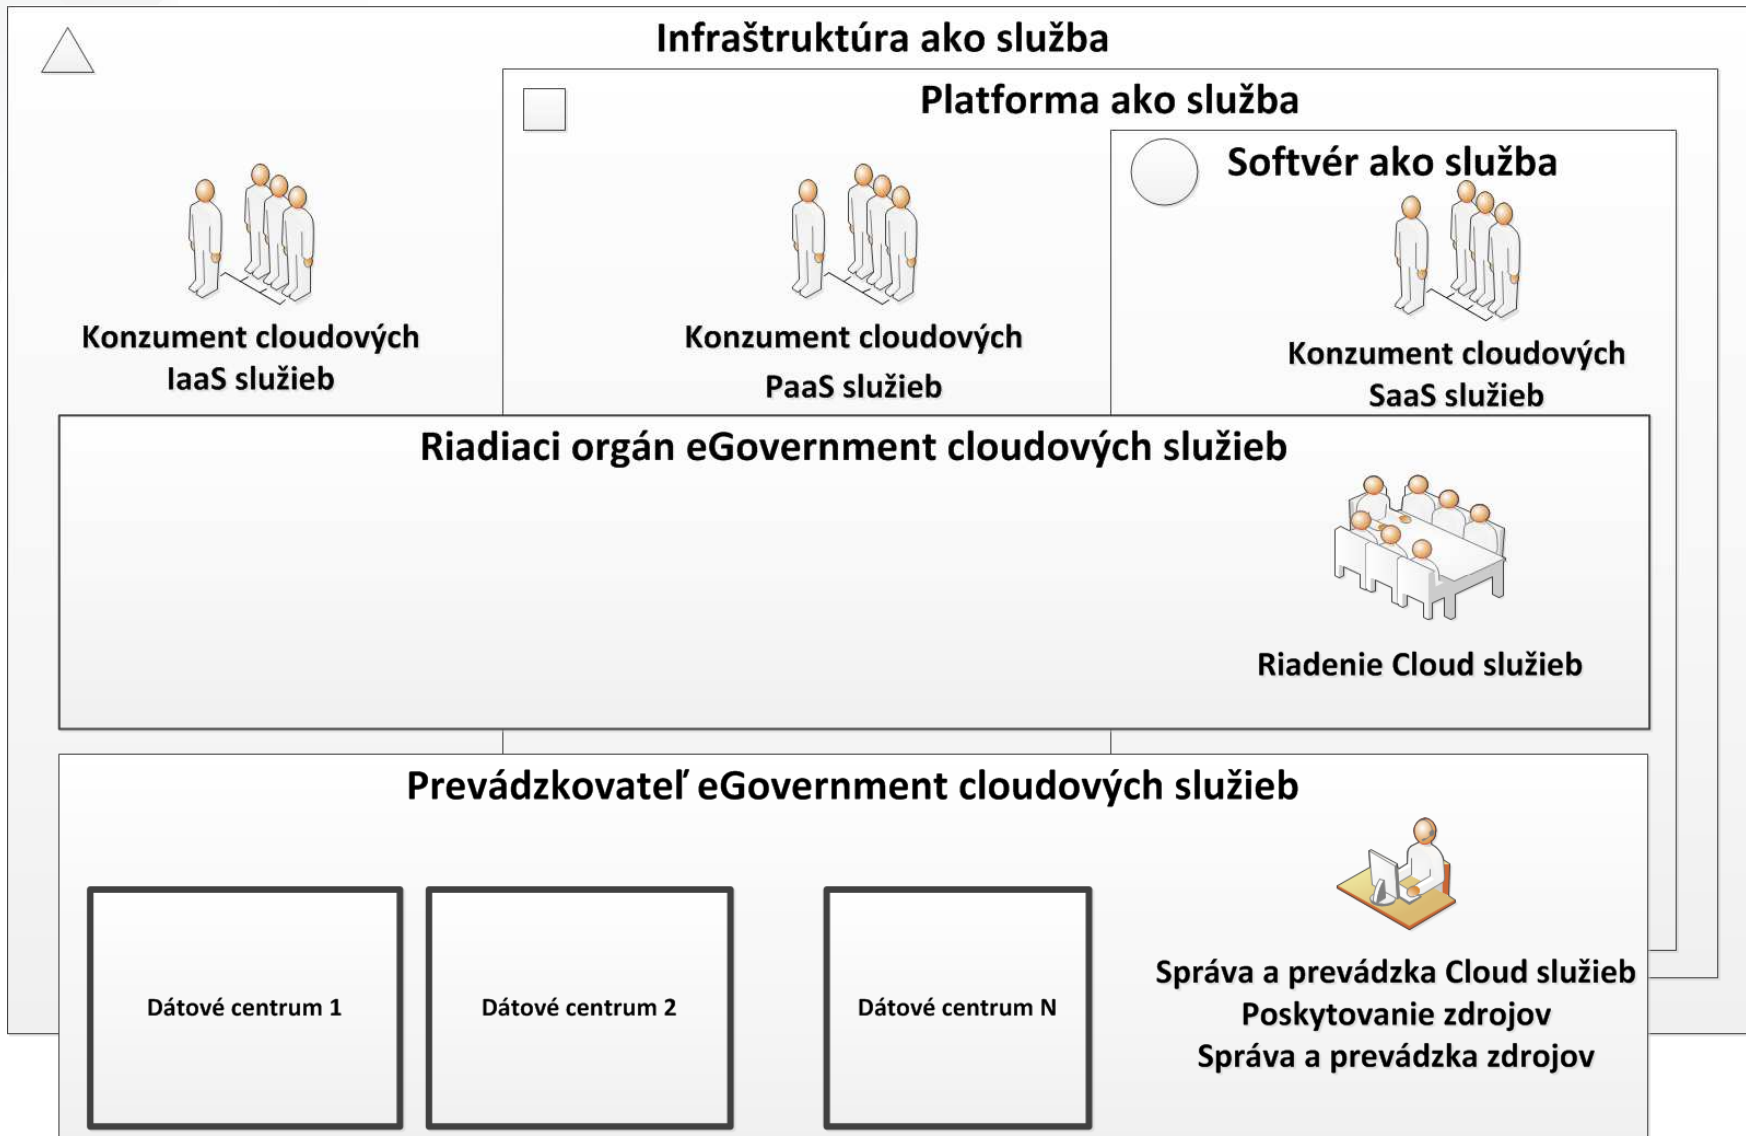 Infraštruktúra ako služba
Platforma ako služba
Softvér ako služba
Konzument cloudových
IaaS služieb
Konzument cloudových
PaaS služieb
Konzument cloudových
SaaS služieb
Riadiaci orgán eGovernment cloudových služieb
Riadenie Cloud služieb
Prevádzkovateľ eGovernment cloudových služieb
Dátové centrum 1
Dátové centrum 2
Dátové centrum N
Správa a prevádzka Cloud služieb
Poskytovanie zdrojov
Správa a prevádzka zdrojov